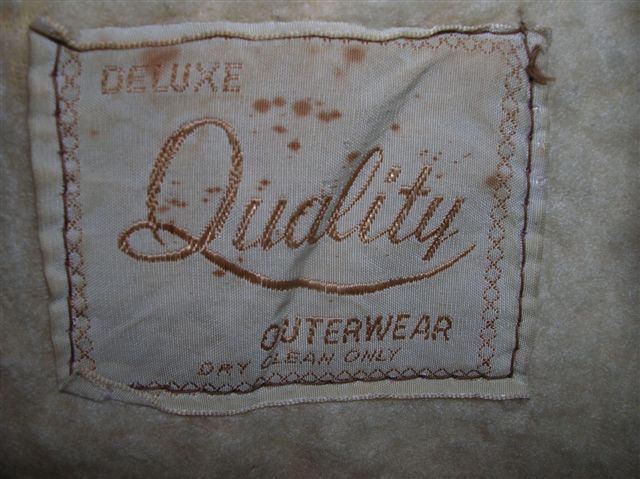 DELUXE
Quality
OUTERWEAR
DRY CLEAN ONLY